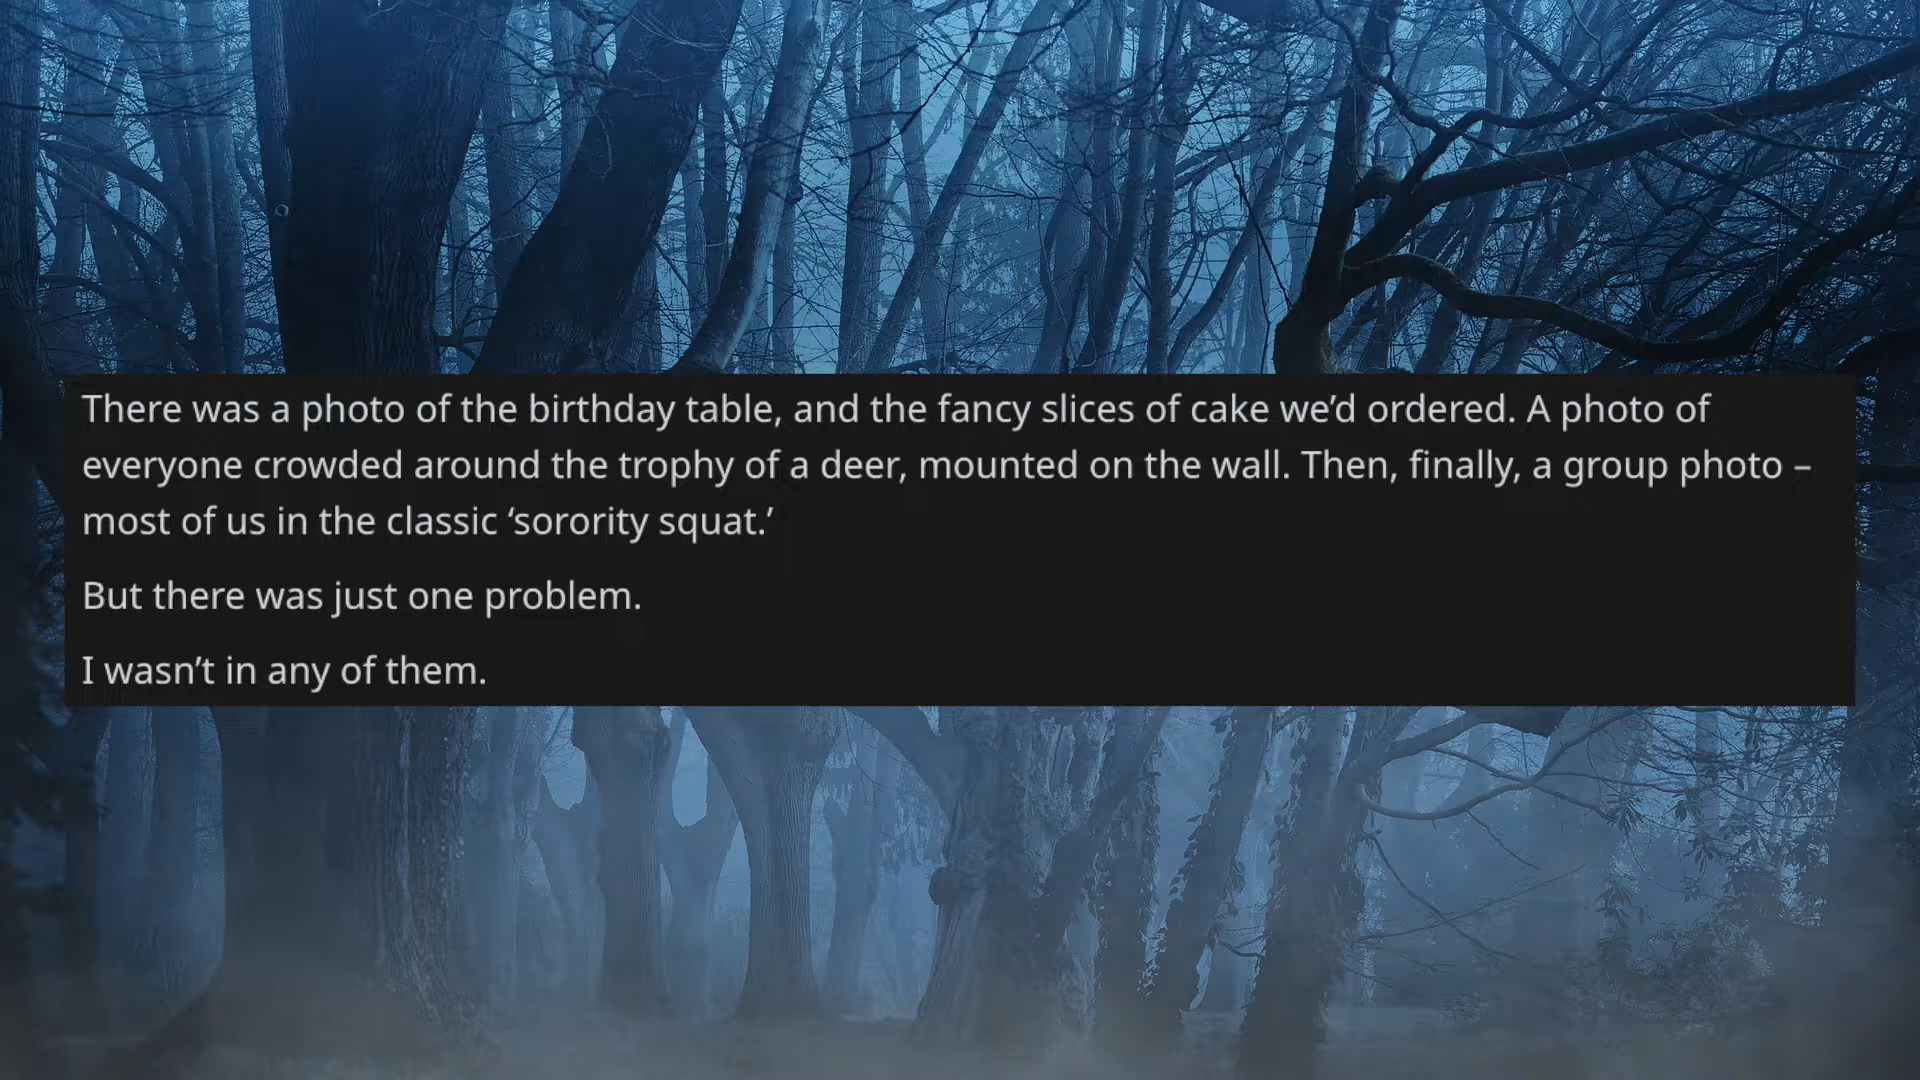 There was a photo of the birthday table, and the fancy slices of cake we’d ordered. A photo of
everyone crowded around the trophy of a deer, mounted on the wall. Then, finally, a group photo –
most of us in the classic ‘sorority squat.’
But there was just one problem.
I wasn’t in any of them.